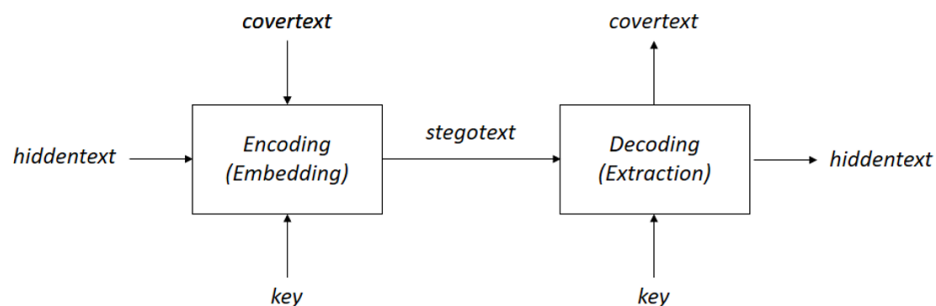 covertext
covertext
hiddentext
Encoding
(Embedding)
stegotext
Decoding
(Extraction)
hiddentext
key
key